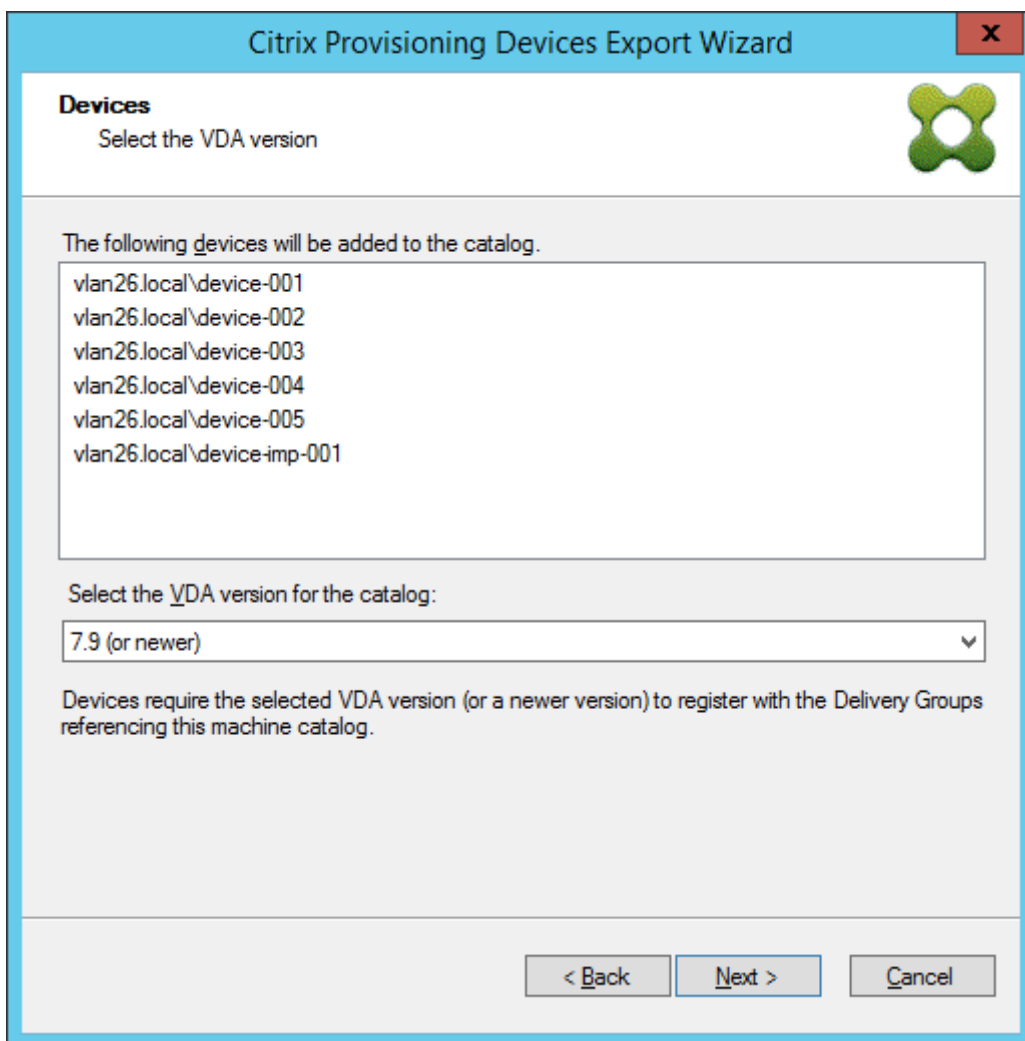 Citrix Provisioning Devices Export Wizard
x
Devices
Select the VDA version
The following devices will be added to the catalog.
vlan26.local\device-001
vlan26.local\device-002
vlan26.local\device-003
vlan26.local\device-004
vlan26.local\device-005
vlan26.local\device-imp-001
Select the VDA version for the catalog:
7.9 (or newer)
Devices require the selected VDA version (or a newer version) to register with the Delivery Groups
referencing this machine catalog.
< Back Next > Cancel